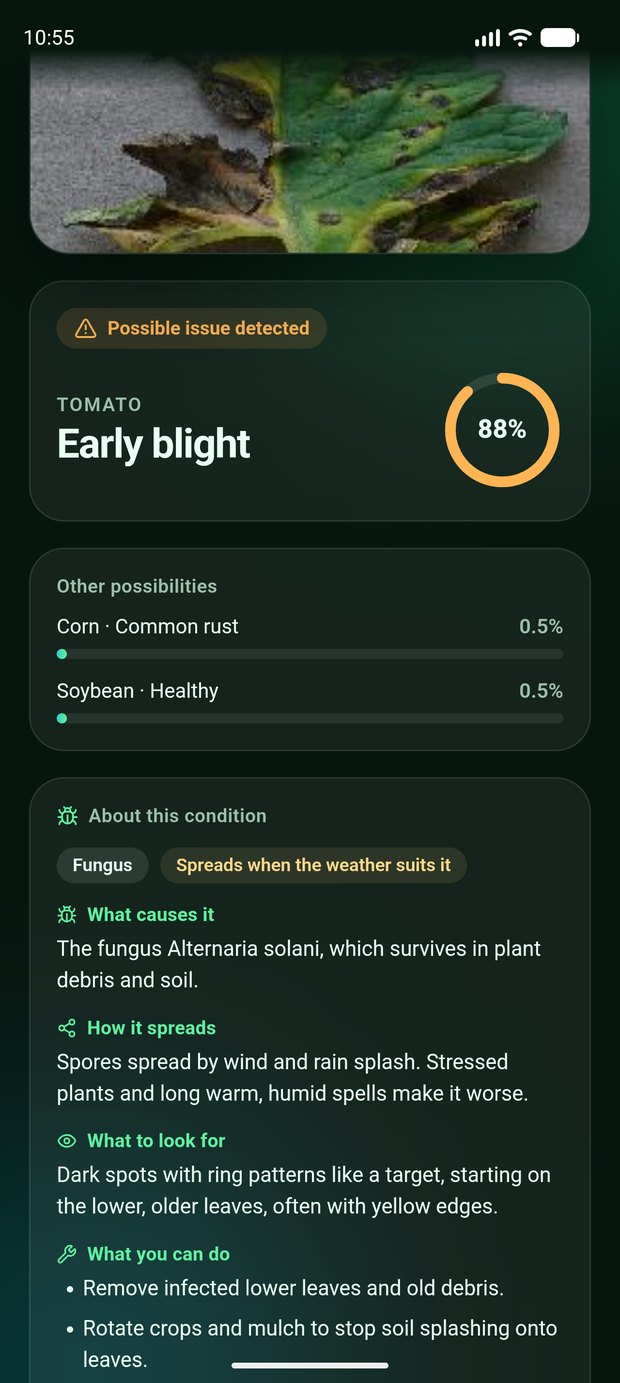 10:55
Possible issue detected
TOMATO
Early blight
88%
Other possibilities
Corn · Common rust 0.5%
Soybean · Healthy 0.5%
About this condition
Fungus Spreads when the weather suits it
What causes it
The fungus Alternaria solani, which survives in plant
debris and soil.
How it spreads
Spores spread by wind and rain splash. Stressed
plants and long warm, humid spells make it worse.
What to look for
Dark spots with ring patterns like a target, starting on
the lower, older leaves, often with yellow edges.
What you can do
• Remove infected lower leaves and old debris.
• Rotate crops and mulch to stop soil splashing onto
leaves.